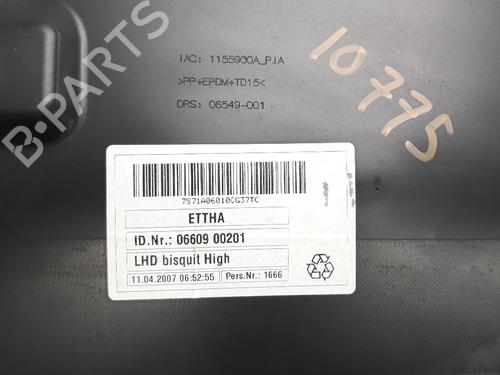 IAC: 1155900A_PIA
>PP+EPDM+TD15<
DRS: 06549-001
10775
7S71A06010CG37TC
ETTHA
ID.Nr.: 06609 00201
LHD bisquit High
11.04.2007 06:52:55 Pers.Nr.: 1666
B-PARTS